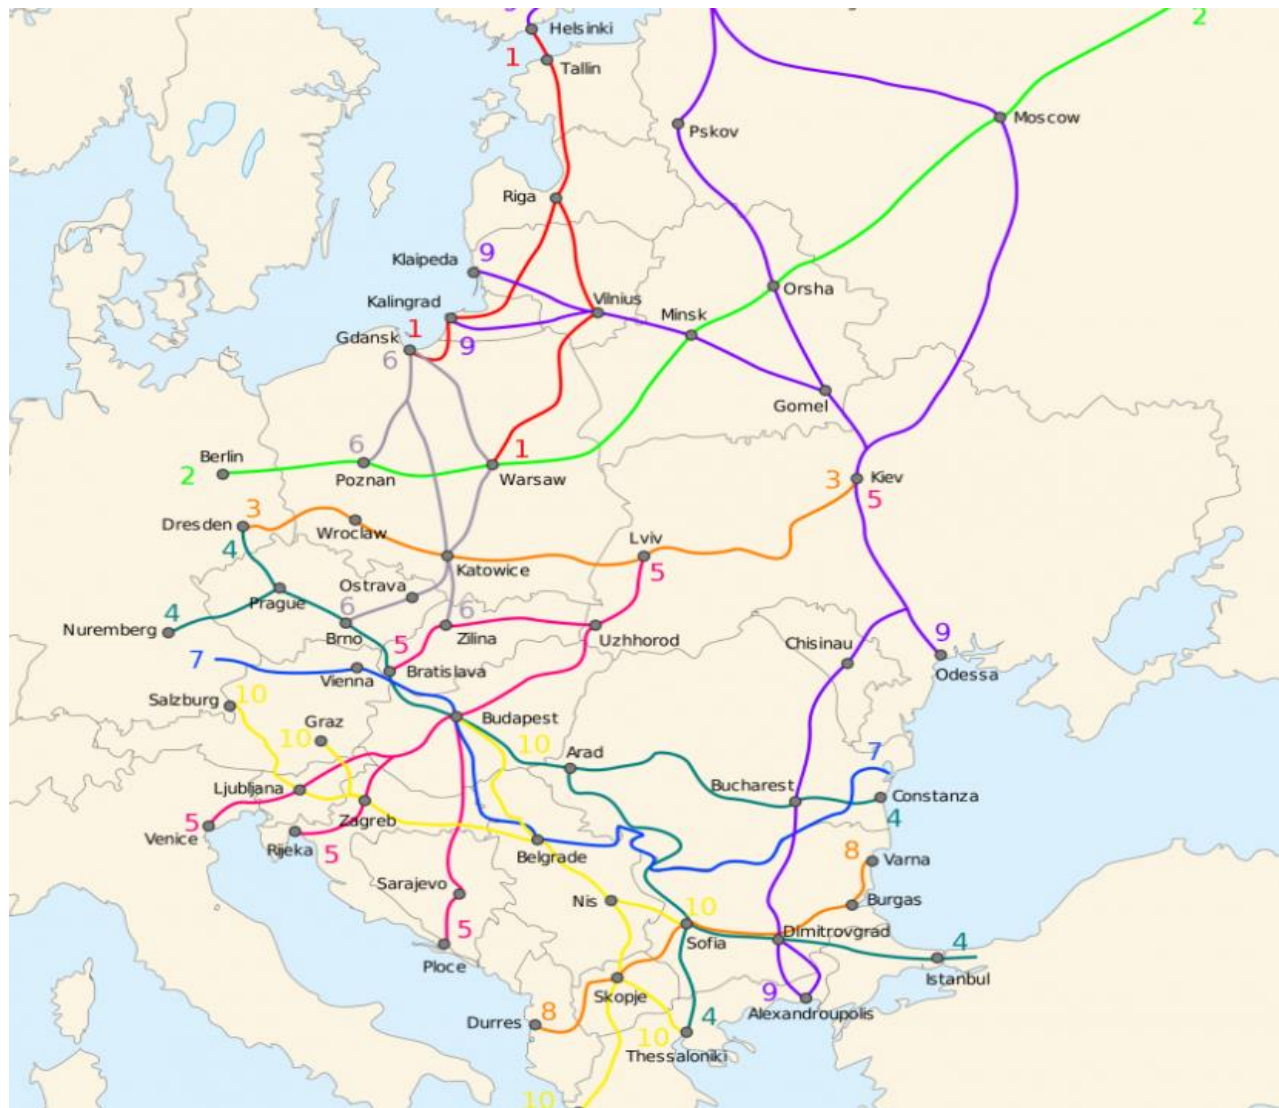 9
2
Helsinki
1
Tallin
Moscow
Pskov
Riga
Klaipeda
9
Kalingrad
Vilnius
Orsha
Minsk
1
Gdansk
9
6
Gomel
6
1
Berlin
2
Poznan
Warsaw
3
Kiev
5
3
Dresden
Wroclaw
Lviv
4
Katowice
5
Ostrava
Prague
4
6
6
Nuremberg
Brno
5
Zilina
Uzhhorod
Chisinau
9
7
Vienna
Bratislava
Odessa
Salzburg
10
Graz
10
Budapest
10
Arad
7
Ljubljana
Bucharest
Constanza
4
5
Venice
Zagreb
Rijeka
5
Belgrade
8
Varna
Sarajevo
Nis
10
Burgas
5
Sofia
Dimitrovgrad
4
Ploce
Istanbul
Skopje
9
8
Alexandroupolis
Durres
4
10
Thessaloniki
10